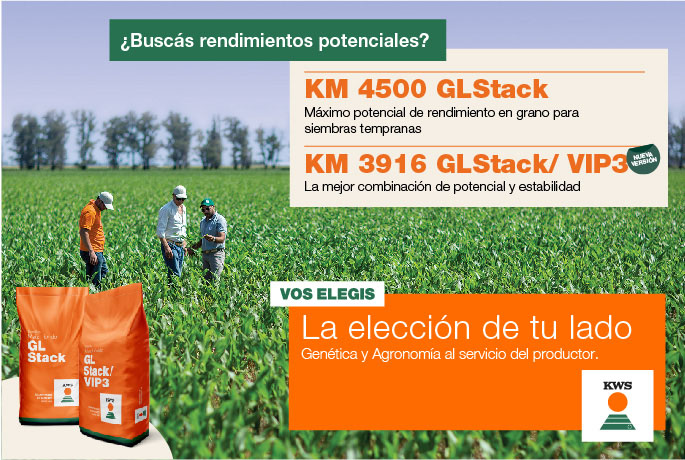 ¿Buscás rendimientos potenciales?
KM 4500 GLStack
Máximo potencial de rendimiento en grano para
siembras tempranas
KM 3916 GLStack/ VIP3
NUEVA
VERSIÓN
La mejor combinación de potencial y estabilidad
VOS ELEGIS
La elección de tu lado
Genética y Agronomía al servicio del productor.
KWS
GL
Stack
GL
Stack/
VIP3
KWS